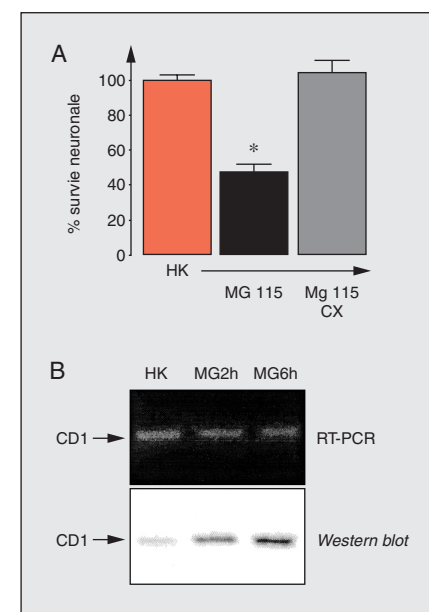 A
% survie neuronale
100
80
60
40
20
0
*
HK
MG 115
Mg 115
CX
B
HK MG2h MG6h
CD1 RT-PCR
CD1 Western blot